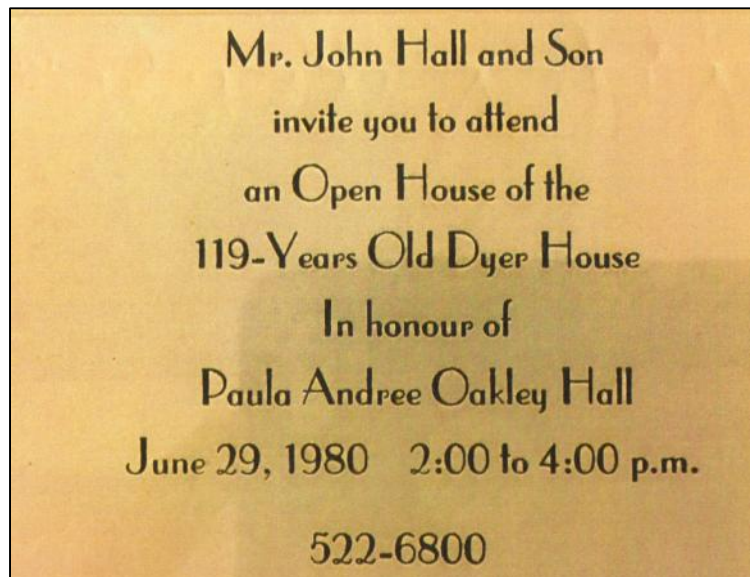 Mr. John Hall and Son
invite you to attend
an Open House of the
119-Years Old Dyer House
In honour of
Paula Andree Oakley Hall
June 29, 1980 2:00 to 4:00 p.m.
522-6800